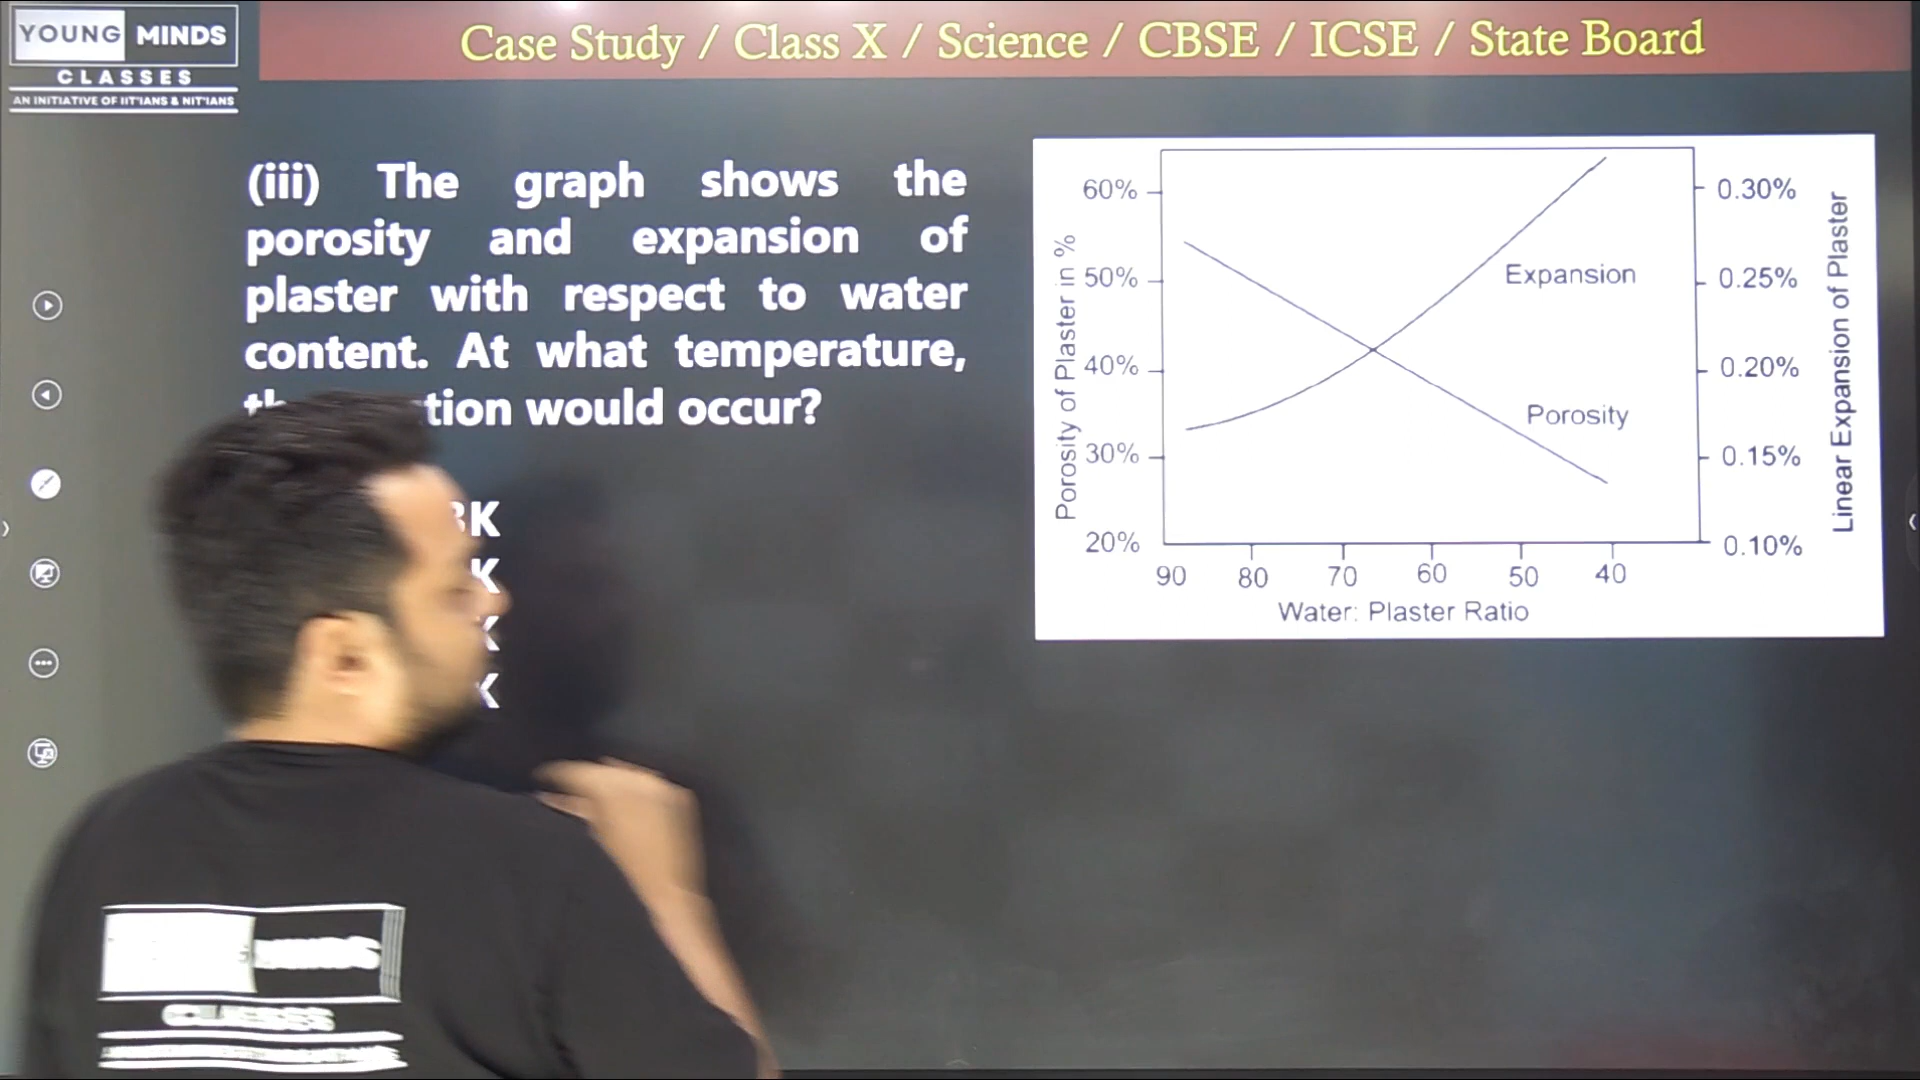 YOUNG MINDS
CLASSES
AN INITIATIVE OF IIT'IANS & NIT'IANS
Case Study / Class X / Science / CBSE / ICSE / State Board
(iii) The graph shows the
porosity and expansion of
plaster with respect to water
content. At what temperature,
would occur?
K
K
K
K
60%
50%
40%
30%
20%
Porosity of Plaster in %
0.30%
0.25%
0.20%
0.15%
0.10%
Linear Expansion of Plaster
Expansion
Porosity
90 80 70 60 50 40
Water: Plaster Ratio
CLASSES